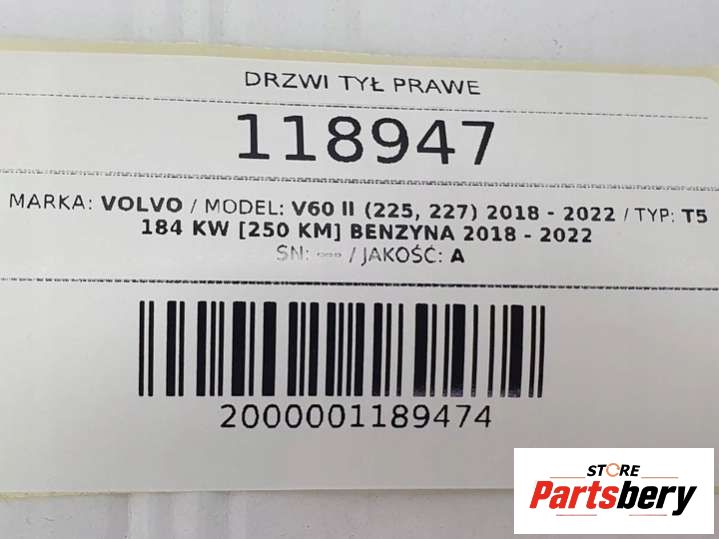 DRZWI TYŁ PRAWE
118947
MARKA: VOLVO / MODEL: V60 II (225, 227) 2018 - 2022 / TYP: T5
184 KW [250 KM] BENZYNA 2018 - 2022
SN: --- / JAKOŚĆ: A
2000001189474
STORE
Partsbery